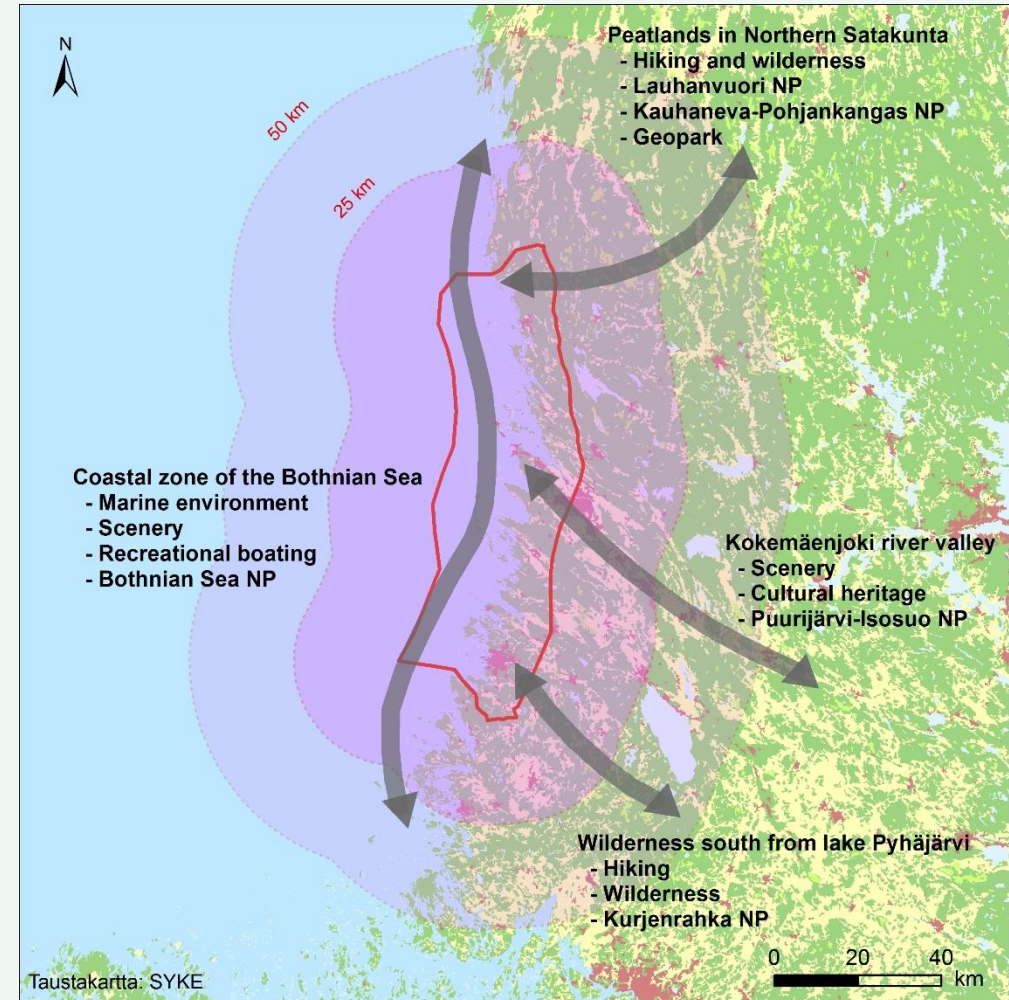 N
Peatlands in Northern Satakunta
- Hiking and wilderness
- Lauhanvuori NP
- Kauhaneva-Pohjankangas NP
- Geopark
50 km
25 km
Coastal zone of the Bothnian Sea
- Marine environment
- Scenery
- Recreational boating
- Bothnian Sea NP
Kokemäenjoki river valley
- Scenery
- Cultural heritage
- Puurijärvi-Isosuo NP
Wilderness south from lake Pyhäjärvi
- Hiking
- Wilderness
- Kurjenrahka NP
0 20 40
km
Taustakartta: SYKE